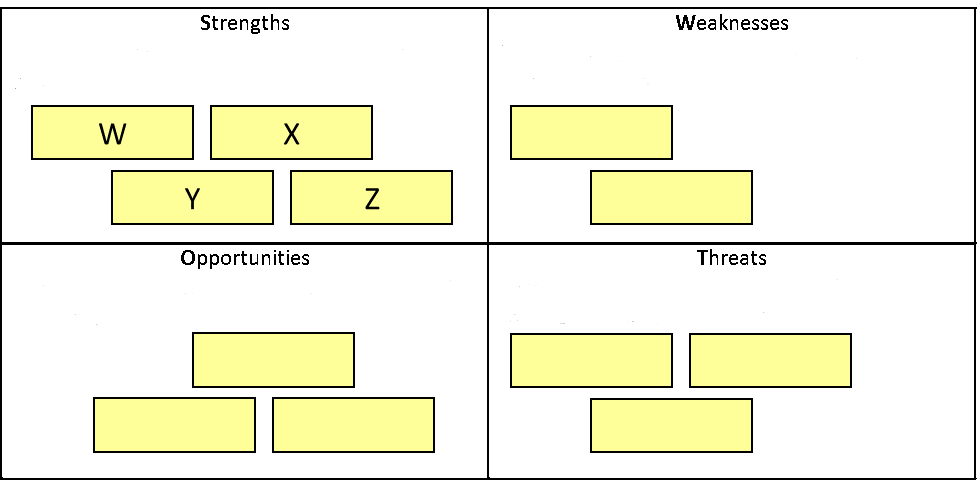 Strengths
Weaknesses
W
X
Y
Z
Opportunities
Threats